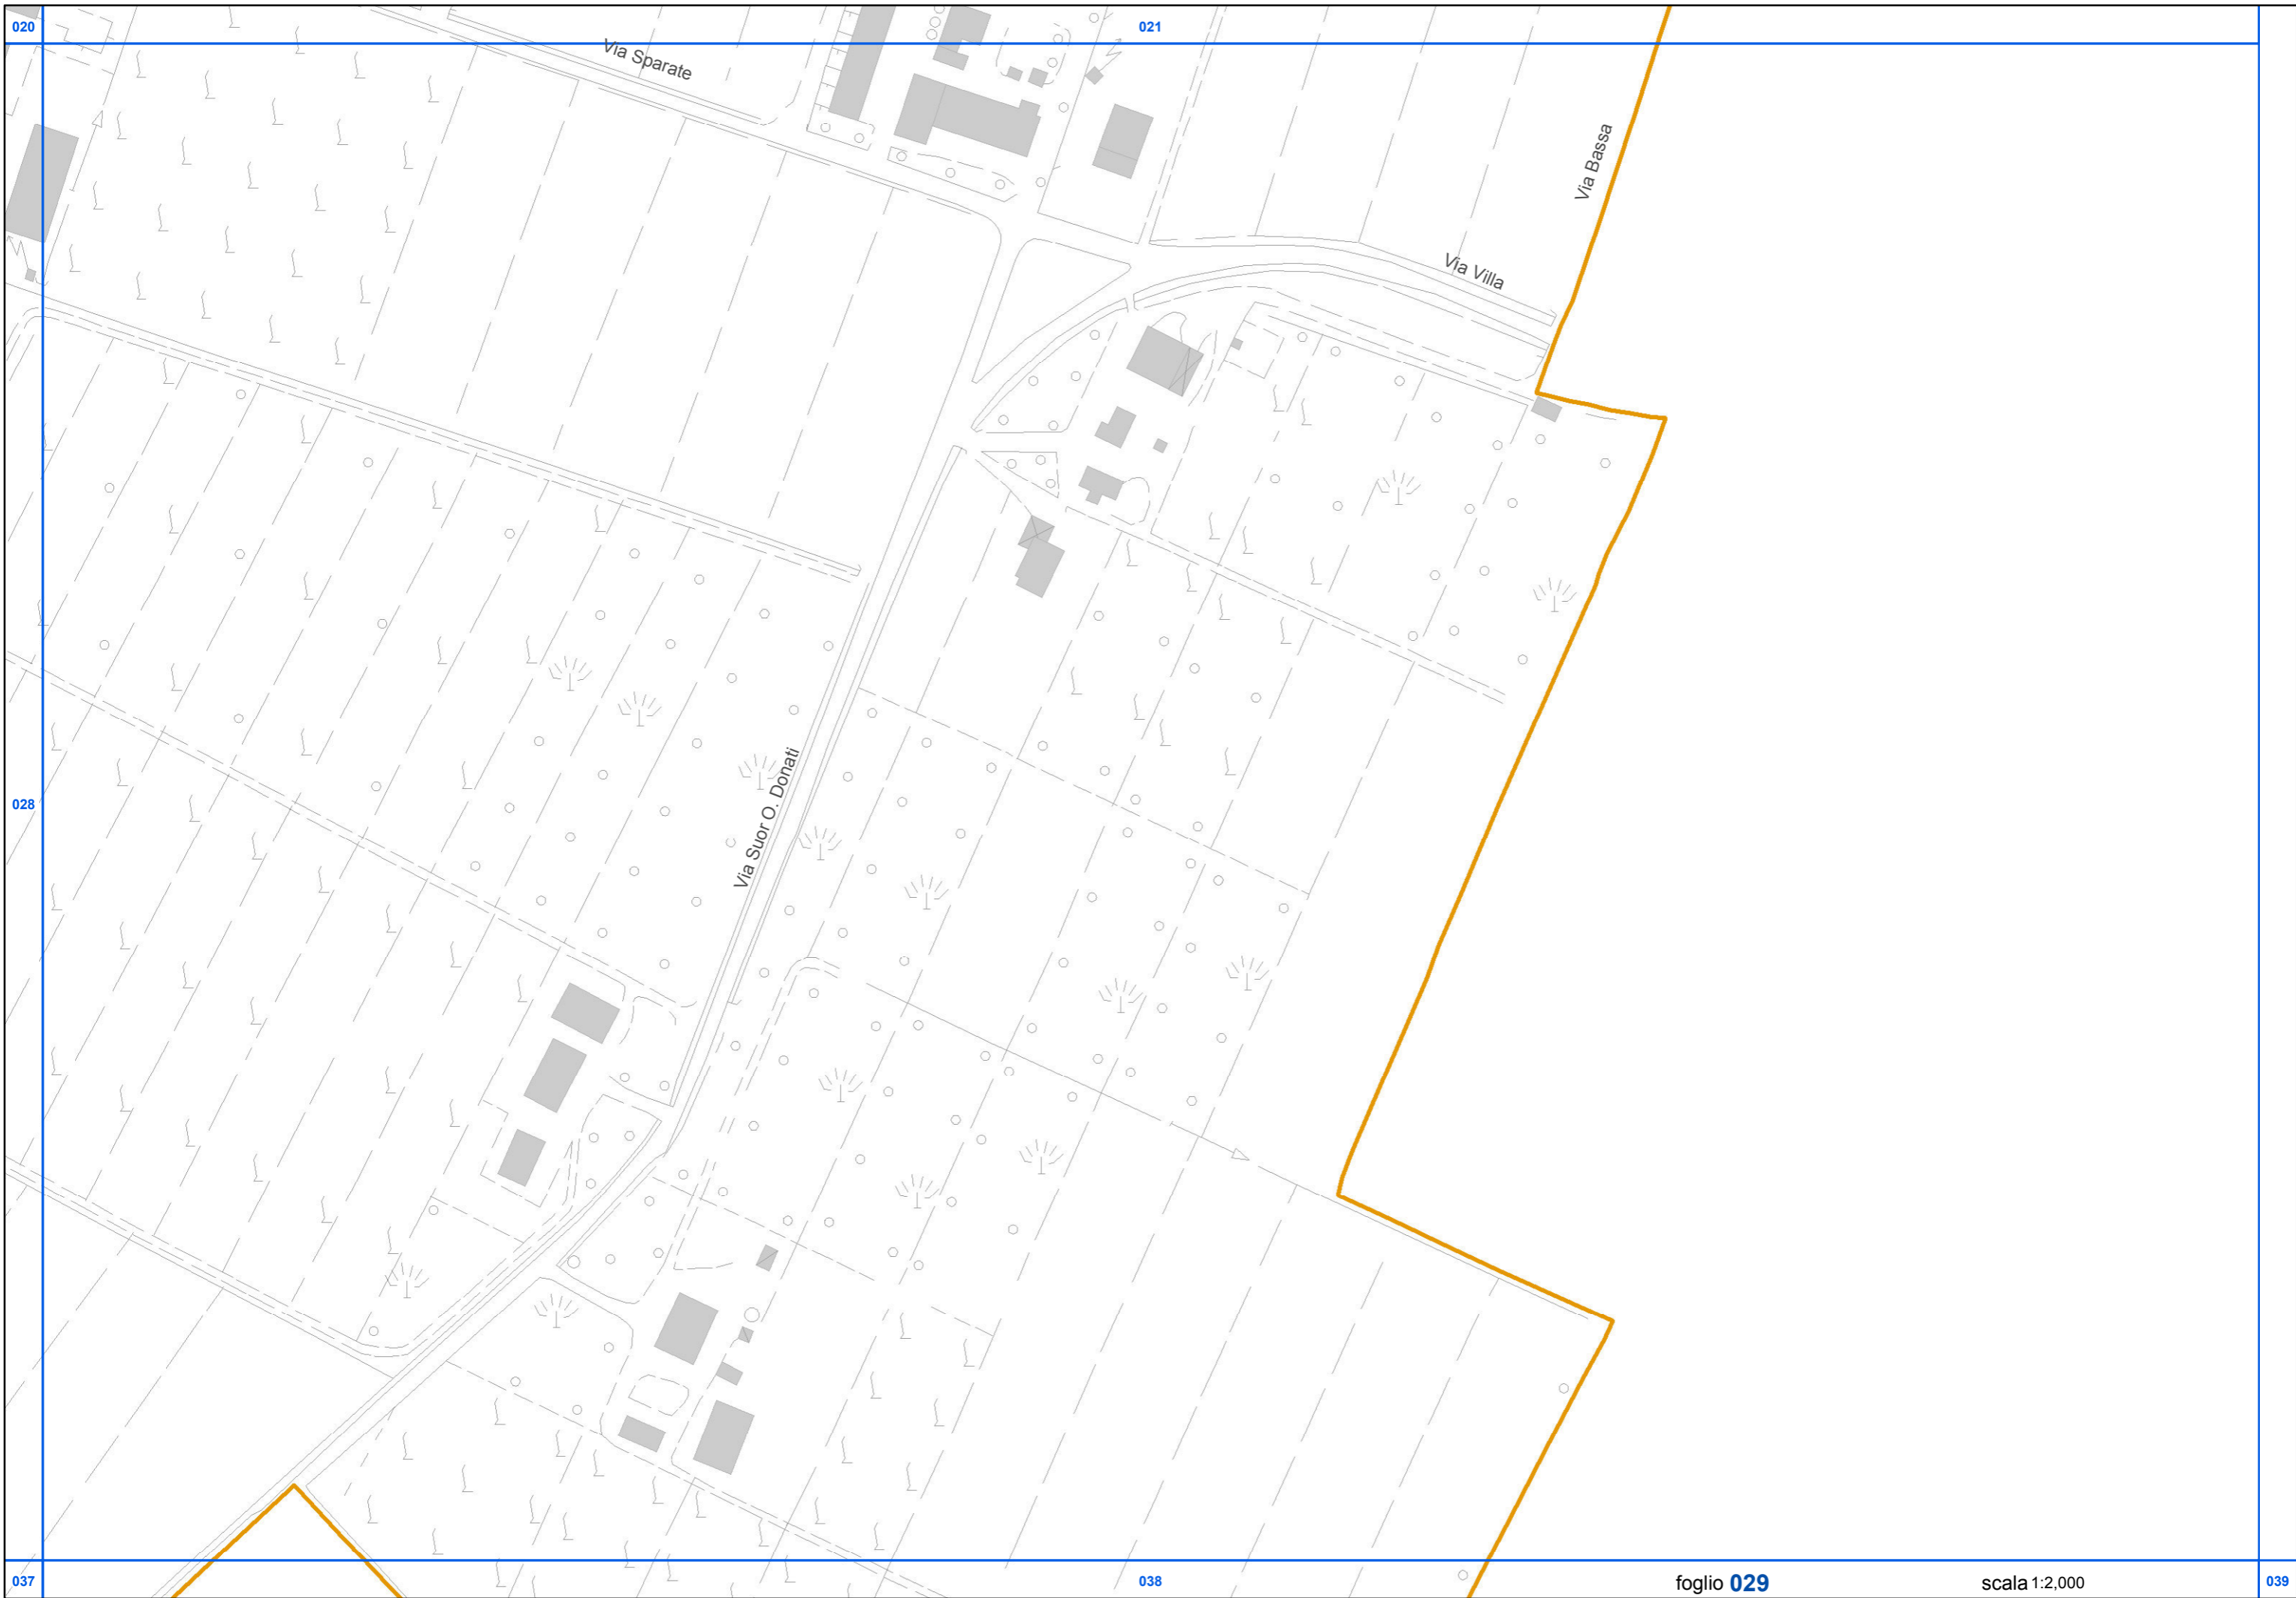 020
021
Via Sparate
Via Bassa
Via Villa
028
Via Suor O. Donati
037
038
foglio 029
scala 1:2,000
039